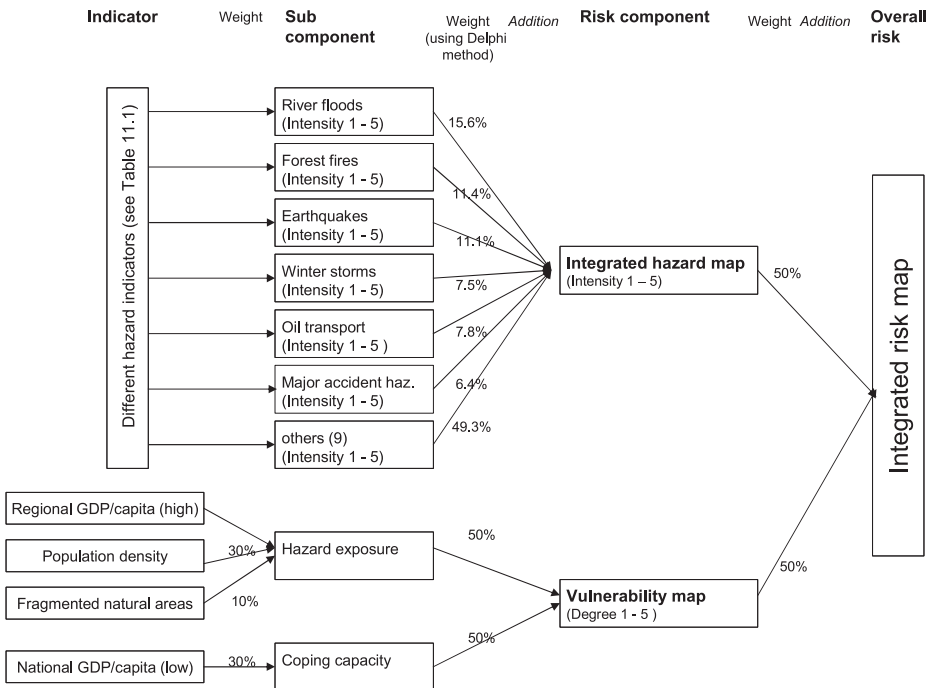 Indicator
Weight
Sub
component
Weight
(using Delphi
method)
Addition
Risk component
Weight
Addition
Overall
risk
Different hazard indicators (see Table 11.1)
River floods
(Intensity 1 - 5)
15.6%
Forest fires
(Intensity 1 - 5)
11.4%
Earthquakes
(Intensity 1 - 5)
11.1%
Winter storms
(Intensity 1 - 5)
7.5%
Oil transport
(Intensity 1 - 5 )
7.8%
Major accident haz.
(Intensity 1 - 5)
6.4%
others (9)
(Intensity 1 - 5)
49.3%
Integrated hazard map
(Intensity 1 – 5)
50%
Integrated risk map
Regional GDP/capita (high)
Population density
30%
Fragmented natural areas
10%
Hazard exposure
50%
Vulnerability map
(Degree 1 - 5 )
50%
National GDP/capita (low)
30%
Coping capacity
50%